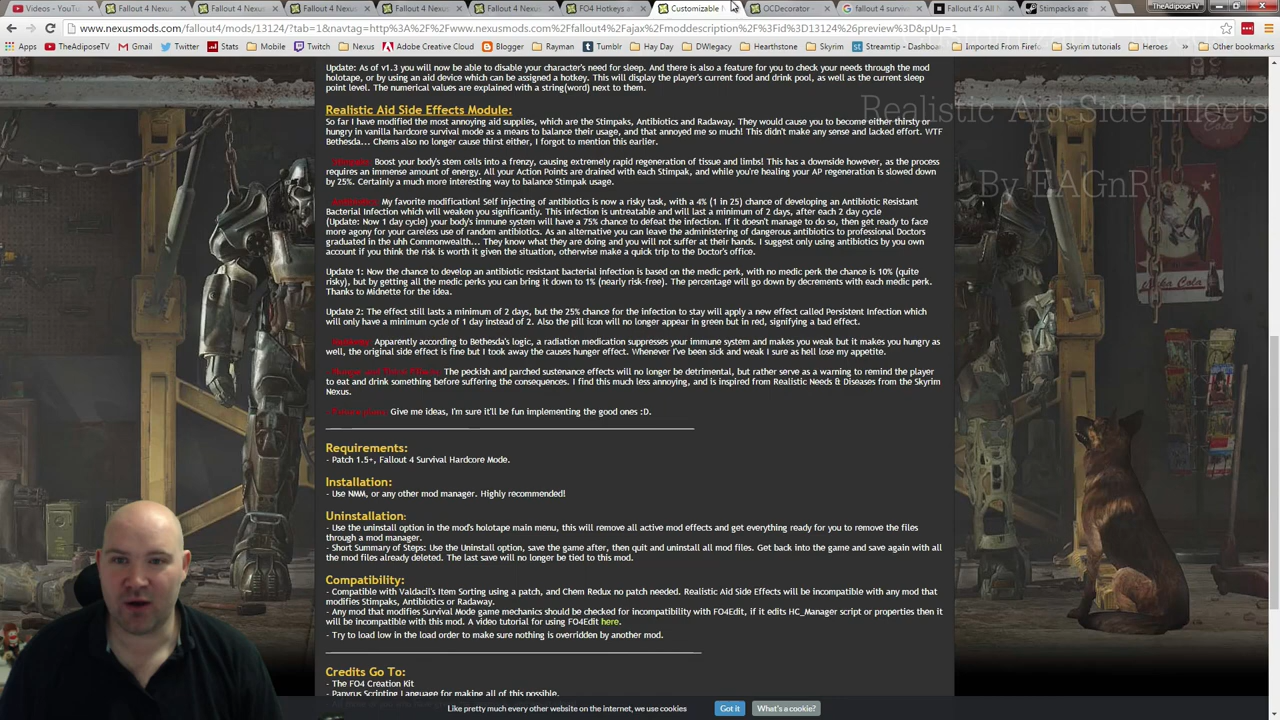 Videos - YouTu
Fallout 4 Nexus
Fallout 4 Nexus
Fallout 4 Nexus
Fallout 4 Nexus
Fallout 4 Nexus
FO4 Hotkeys a
Customizable
OCDecorator -
fallout 4 surviv
Fallout 4's All N
Stimpacks are
TheAdiposeTV
www.nexusmods.com/fallout4/mods/13124/?tab=1&navtag=http%3A%2F%2Fwww.nexusmods.com%2Ffallout4%2Fajax%2Fmoddescription%2F%3Fid%3D13124%26preview%3D&pUp=1
Apps
YouTube
TheAdiposeTV
Gmail
Twitter
Stats
Mobile
Nexus
Adobe Creative Cloud
Blogger
Rayman
Tumblr
Hay Day
DWlegacy
Hearthstone
Skyrim
Streamtip - Dashboar
Imported From Firefo
Skyrim tutorials
Heroes
»
Other bookmarks
Update: As of v1.3 you will now be able to disable your character's need for sleep. And there is also a feature for you to check your needs through the mod
holotape, or by using an aid device which can be assigned a hotkey. This will display the player's current food and drink pool, as well as the current sleep
point level. The numerical values are explained with a string(word) next to them.
Realistic Aid Side Effects Module:
So far I have modified the most annoying aid supplies, which are the Stimpaks, Antibiotics and Radaway. They would cause you to become either thirsty or
hungry in vanilla hardcore survival mode as a means to balance their usage, and that annoyed me so much! This didn't make any sense and lacked effort. WTF
Bethesda... Chems also no longer cause thirst either, I forgot to mention this earlier.
Boost your body's stem cells into a frenzy, causing extremely rapid regeneration of tissue and limbs! This has a downside however, as the process
requires an immense amount of energy. All your Action Points are drained with each Stimpak, and while you're healing your AP regeneration is slowed down
by 25%. Certainly a much more interesting way to balance Stimpak usage.
My favorite modification! Self injecting of antibiotics is now a risky task, with a 4% (1 in 25) chance of developing an Antibiotic Resistant
Bacterial Infection which will weaken you significantly. This infection is untreatable and will last a minimum of 2 days, after each 2 day cycle
(Update: Now 1 day cycle) your body's immune system will have a 75% chance to defeat the infection. If it doesn't manage to do so, then get ready to face
more agony for your careless use of random antibiotics. As an alternative you can leave the administering of dangerous antibiotics to professional Doctors
graduated in the uhh Commonwealth... They know what they are doing and you will not suffer at their hands. I suggest only using antibiotics by you own
account if you think the risk is worth it given the situation, otherwise make a quick trip to the Doctor's office.
Update 1: Now the chance to develop an antibiotic resistant bacterial infection is based on the medic perk, with no medic perk the chance is 10% (quite
risky), but by getting all the medic perks you can bring it down to 1% (nearly risk-free). The percentage will go down by decrements with each medic perk.
Thanks to Midnette for the idea.
Update 2: The effect still lasts a minimum of 2 days, but the 25% chance for the infection to stay will apply a new effect called Persistent Infection which
will only have a minimum cycle of 1 day instead of 2. Also the pill icon will no longer appear in green but in red, signifying a bad effect.
Apparently according to Bethesda's logic, a radiation medication suppresses your immune system and makes you weak but it makes you hungry as
well, the original side effect is fine but I took away the causes hunger effect. Whenever I've been sick and weak I sure as hell lose my appetite.
The peckish and parched sustenance effects will no longer be detrimental, but rather serve as a warning to remind the player
to eat and drink something before suffering the consequences. I find this much less annoying, and is inspired from Realistic Needs & Diseases from the Skyrim
Nexus.
Give me ideas, I'm sure it'll be fun implementing the good ones :D.
Requirements:
- Patch 1.5+, Fallout 4 Survival Hardcore Mode.
Installation:
- Use NMM, or any other mod manager. Highly recommended!
Uninstallation:
- Use the uninstall option in the mod's holotape main menu, this will remove all active mod effects and get everything ready for you to remove the files
through a mod manager.
- Short Summary of Steps: Use the Uninstall option, save the game after, then quit and uninstall all mod files. Get back into the game and save again with all
the mod files already deleted. The last save will no longer be tied to this mod.
Compatibility:
- Compatible with Valdacil's Item Sorting using a patch, and Chem Redux no patch needed. Realistic Aid Side Effects will be incompatible with any mod that
modifies Stimpaks, Antibiotics or Radaway.
- Any mod that modifies Survival Mode game mechanics should be checked for incompatibility with FO4Edit, if it edits HC_Manager script or properties then it
will be incompatible with this mod. A video tutorial for using FO4Edit here.
- Try to load low in the load order to make sure nothing is overridden by another mod.
Credits Go To:
- The FO4 Creation Kit
- Papyrus Scripting Language for making all of this possible.
Realistic Aid Side Effects
By EAGnR
Like pretty much every other website on the internet, we use cookies
Got it
What's a cookie?